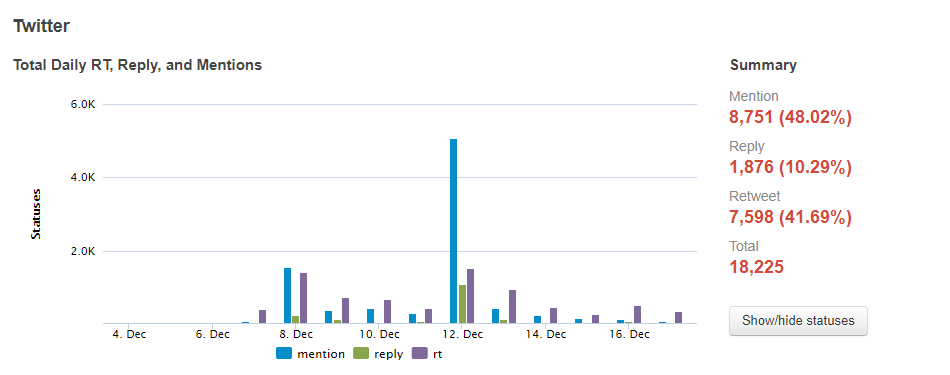 Twitter
Total Daily RT, Reply, and Mentions
6.0K
4.0K
2.0K
Statuses
4. Dec 6. Dec 8. Dec 10. Dec 12. Dec 14. Dec 16. Dec
mention reply rt
Summary
Mention
8,751 (48.02%)
Reply
1,876 (10.29%)
Retweet
7,598 (41.69%)
Total
18,225
Show/hide statuses